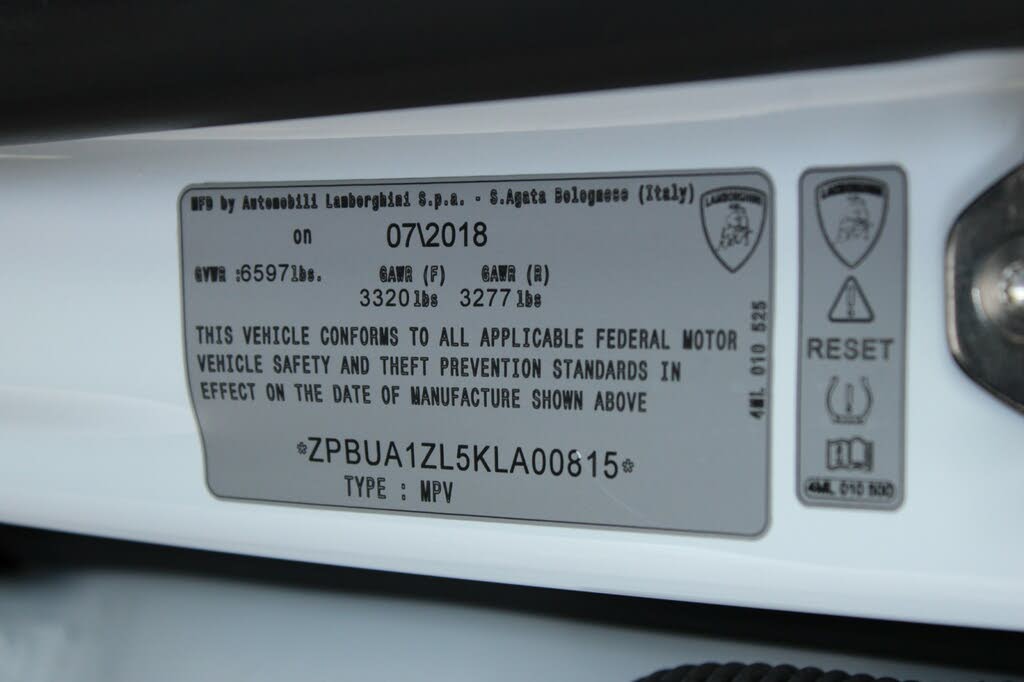 MFD by Automobili Lamborghini S.p.a. - S.Agata Bolognese (Italy)
on 07\2018
GVWR :6597lbs. GAWR (F) GAWR (R)
3320lbs 3277lbs
THIS VEHICLE CONFORMS TO ALL APPLICABLE FEDERAL MOTOR
VEHICLE SAFETY AND THEFT PREVENTION STANDARDS IN
EFFECT ON THE DATE OF MANUFACTURE SHOWN ABOVE
*ZPBUA1ZL5KLA00815*
TYPE : MPV
LAMBORGHINI
4ML 010 525
LAMBORGHINI
RESET
4ML 010 500